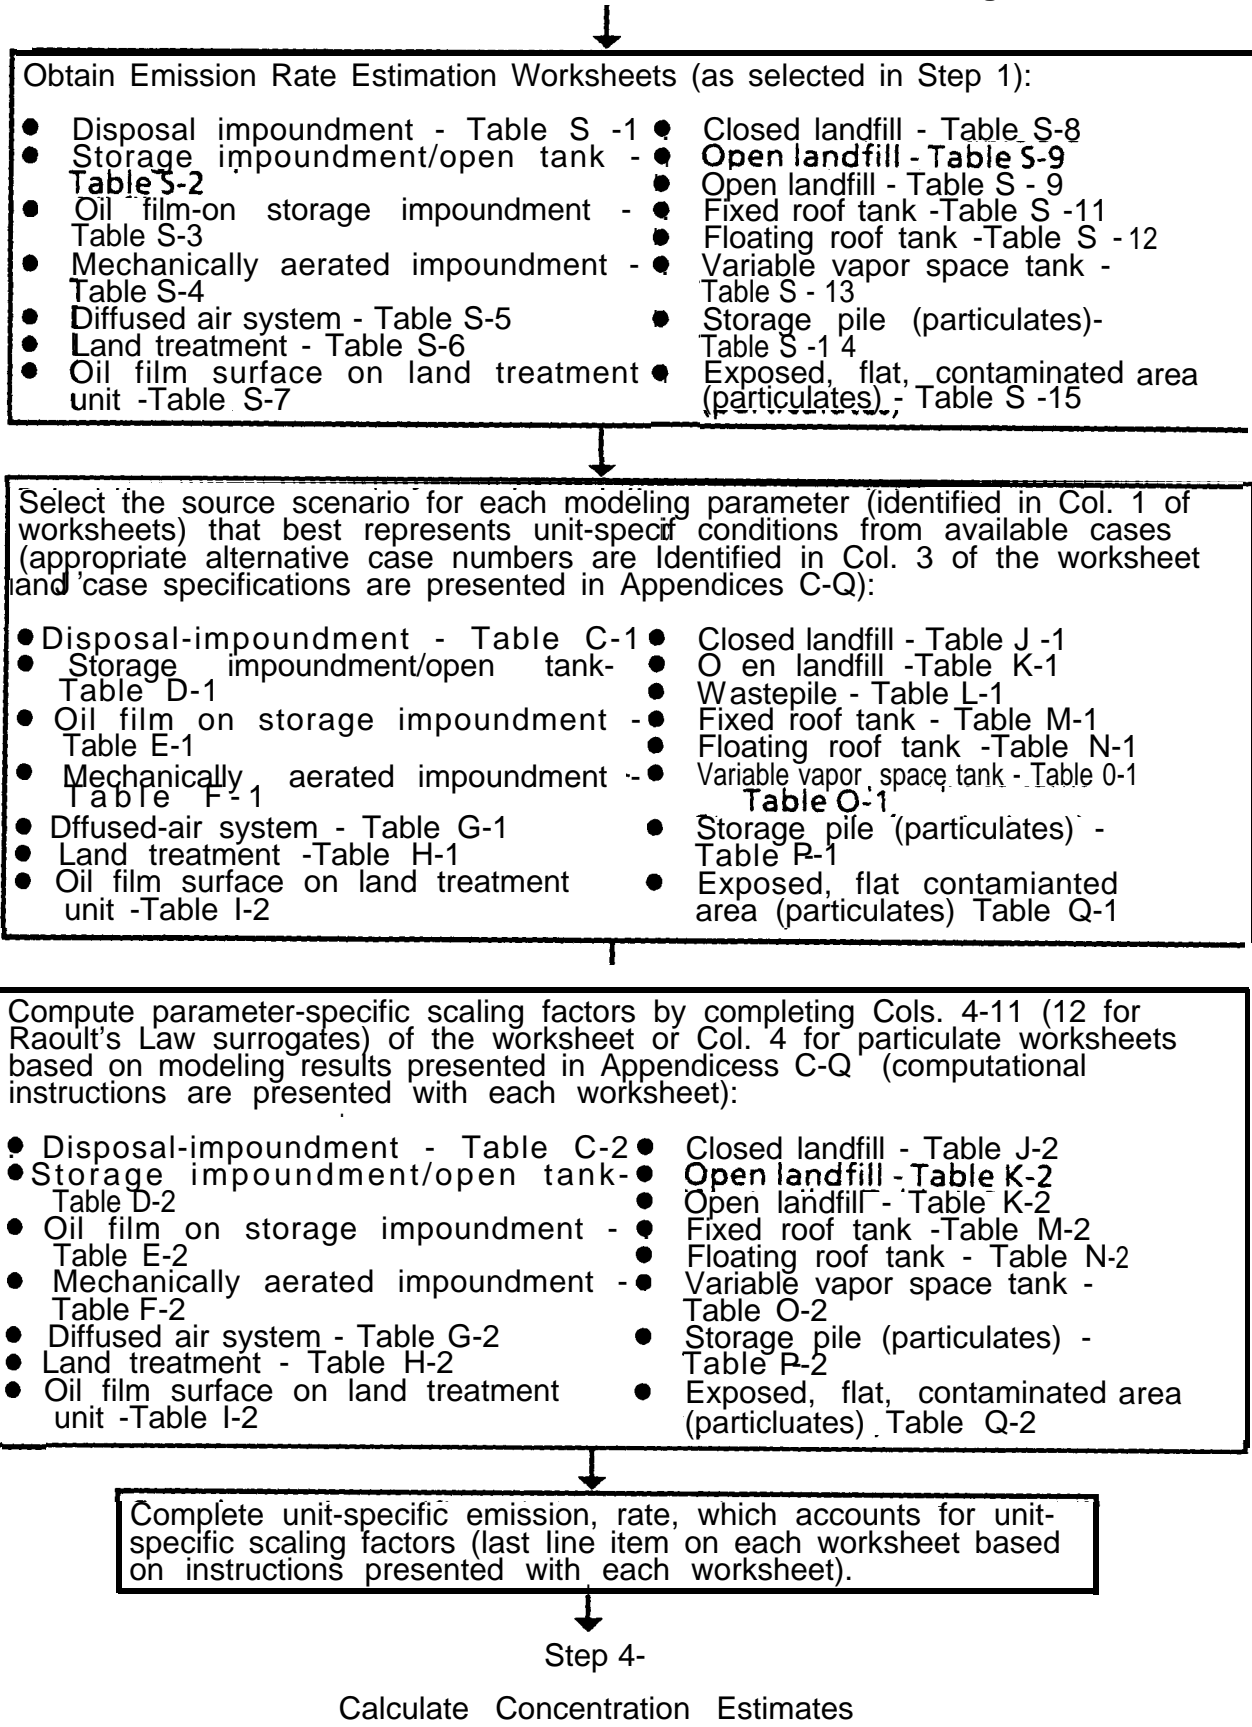 Obtain Emission Rate Estimation Worksheets (as selected in Step 1):
● Disposal impoundment - Table S -1
● Storage impoundment/open tank -
Table S-2
● Oil film-on storage impoundment -
Table S-3
● Mechanically aerated impoundment -
Table S-4
● Diffused air system - Table S-5
● Land treatment - Table S-6
● Oil film surface on land treatment
unit -Table S-7
● Closed landfill - Table S-8
● Open landfill - Table S-9
● Open landfill - Table S - 9
● Fixed roof tank -Table S -11
● Floating roof tank -Table S - 12
● Variable vapor space tank -
Table S - 13
● Storage pile (particulates)-
Table S -1 4
● Exposed, flat, contaminated area
(particulates) - Table S -15
Select the source scenario for each modeling parameter (identified in Col. 1 of
worksheets) that best represents unit-specif conditions from available cases
(appropriate alternative case numbers are Identified in Col. 3 of the worksheet
and case specifications are presented in Appendices C-Q):
● Disposal-impoundment - Table C-1
● Storage impoundment/open tank-
Table D-1
● Oil film on storage impoundment -
Table E-1
● Mechanically aerated impoundment -
Table F-1
● Dffused-air system - Table G-1
● Land treatment -Table H-1
● Oil film surface on land treatment
unit -Table I-2
● Closed landfill - Table J -1
● O en landfill -Table K-1
● Wastepile - Table L-1
● Fixed roof tank - Table M-1
● Floating roof tank -Table N-1
● Variable vapor space tank - Table 0-1
Table O-1
● Storage pile (particulates) -
Table P-1
● Exposed, flat contamianted
area (particulates) Table Q-1
Compute parameter-specific scaling factors by completing Cols. 4-11 (12 for
Raoult's Law surrogates) of the worksheet or Col. 4 for particulate worksheets
based on modeling results presented in Appendicess C-Q (computational
instructions are presented with each worksheet):
● Disposal-impoundment - Table C-2
● Storage impoundment/open tank-
Table D-2
● Oil film on storage impoundment -
Table E-2
● Mechanically aerated impoundment -
Table F-2
● Diffused air system - Table G-2
● Land treatment - Table H-2
● Oil film surface on land treatment
unit -Table I-2
● Closed landfill - Table J-2
● Open landfill - Table K-2
● Open landfill - Table K-2
● Fixed roof tank -Table M-2
● Floating roof tank - Table N-2
● Variable vapor space tank -
Table O-2
● Storage pile (particulates) -
Table P-2
● Exposed, flat, contaminated area
(particluates) Table Q-2
Complete unit-specific emission, rate, which accounts for unit-
specific scaling factors (last line item on each worksheet based
on instructions presented with each worksheet).
Step 4-
Calculate Concentration Estimates